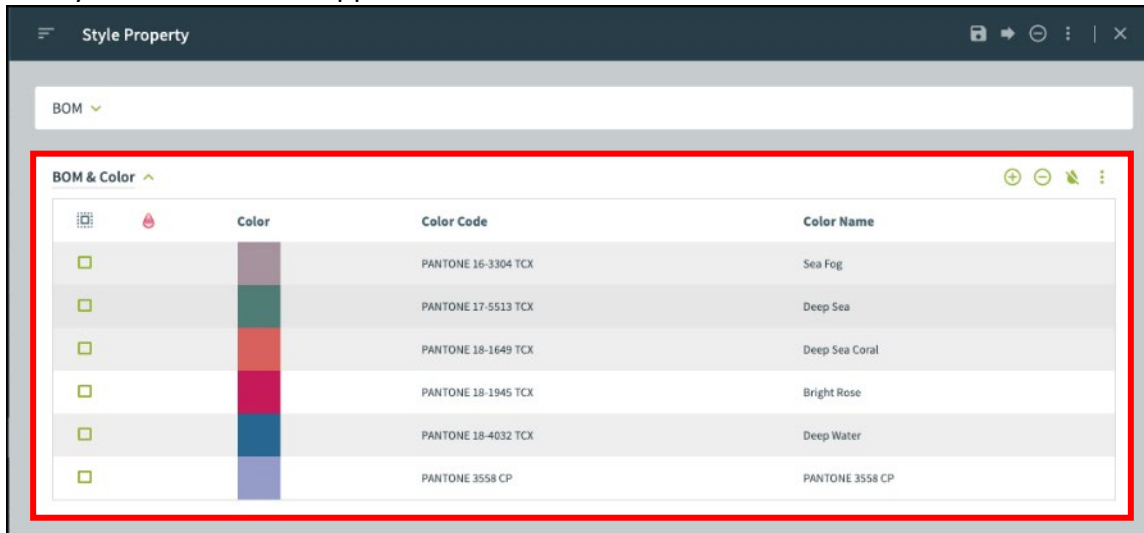 Style Property
BOM
BOM & Color
Color Color Code Color Name
PANTONE 16-3304 TCX Sea Fog
PANTONE 17-5513 TCX Deep Sea
PANTONE 18-1649 TCX Deep Sea Coral
PANTONE 18-1945 TCX Bright Rose
PANTONE 18-4032 TCX Deep Water
PANTONE 3558 CP PANTONE 3558 CP